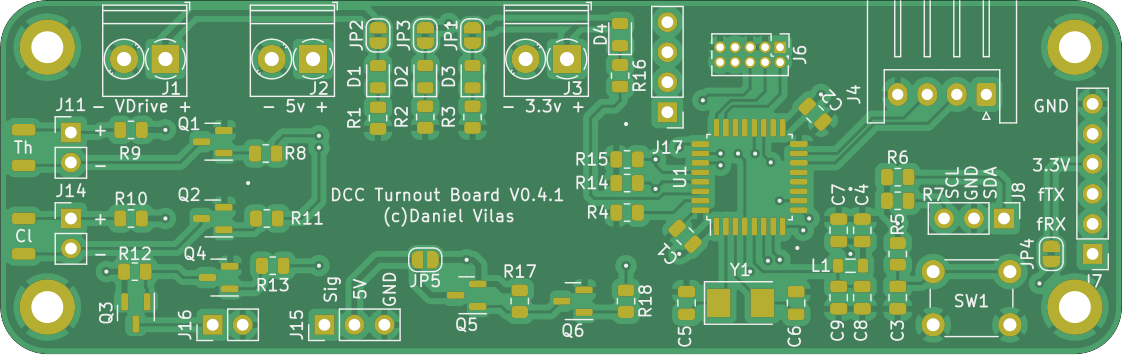 J1
J2
J3
JP2
JP3
JP1
D4
J6
J4
D1
D2
D3
R16
C2
J11
- VDrive +
- 5v +
- 3.3v +
R1
R2
R3
GND
+
Q1
Th
R9
R8
-
J17
R15
R14
U1
3.3V
R6
J14
R10
Q2
DCC Turnout Board V0.4.1
(c)Daniel Vilas
R4
C7
C4
R7
SCL
GND
SDA
J8
fTX
+
R11
Cl
R5
fRX
-
R12
Q4
C1
L1
JP4
R13
Sig
5V
GND
JP5
R17
Y1
J7
Q3
J16
J15
Q5
Q6
R18
C5
C6
C9
C8
C3
SW1